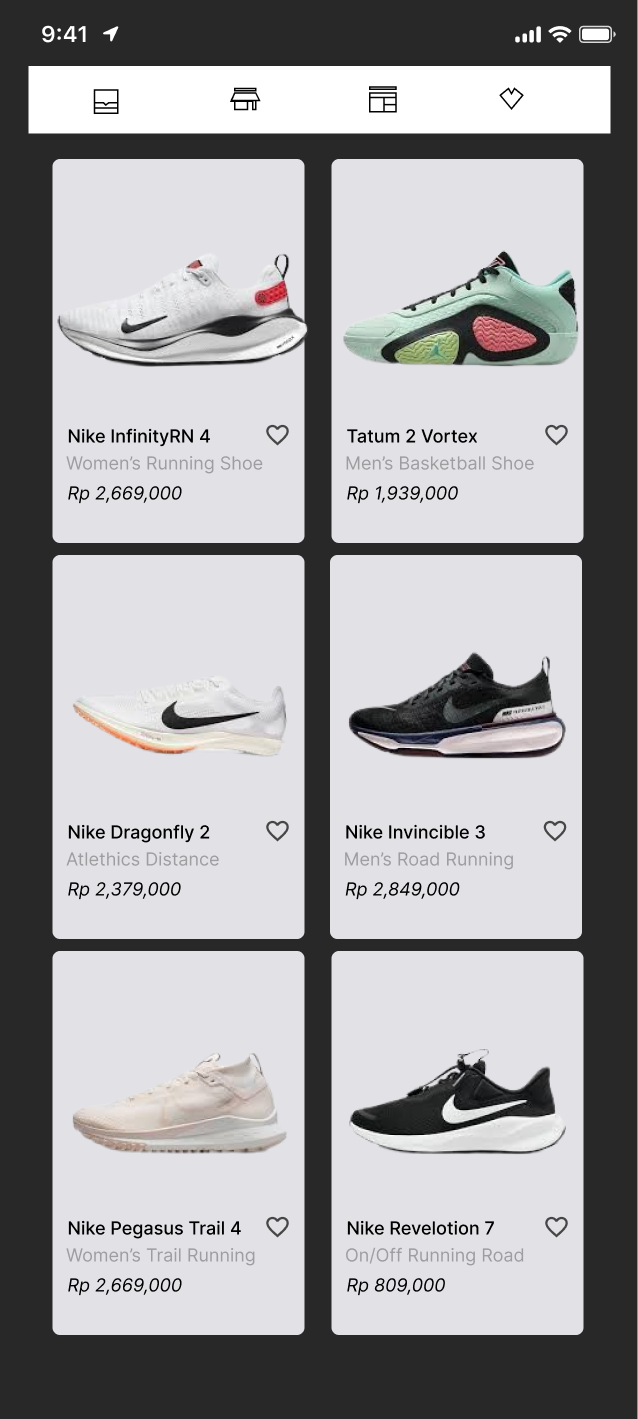 9:41
Nike InfinityRN 4
Women’s Running Shoe
Rp 2,669,000
Tatum 2 Vortex
Men’s Basketball Shoe
Rp 1,939,000
Nike Dragonfly 2
Atlethics Distance
Rp 2,379,000
Nike Invincible 3
Men’s Road Running
Rp 2,849,000
Nike Pegasus Trail 4
Women’s Trail Running
Rp 2,669,000
Nike Revelotion 7
On/Off Running Road
Rp 809,000